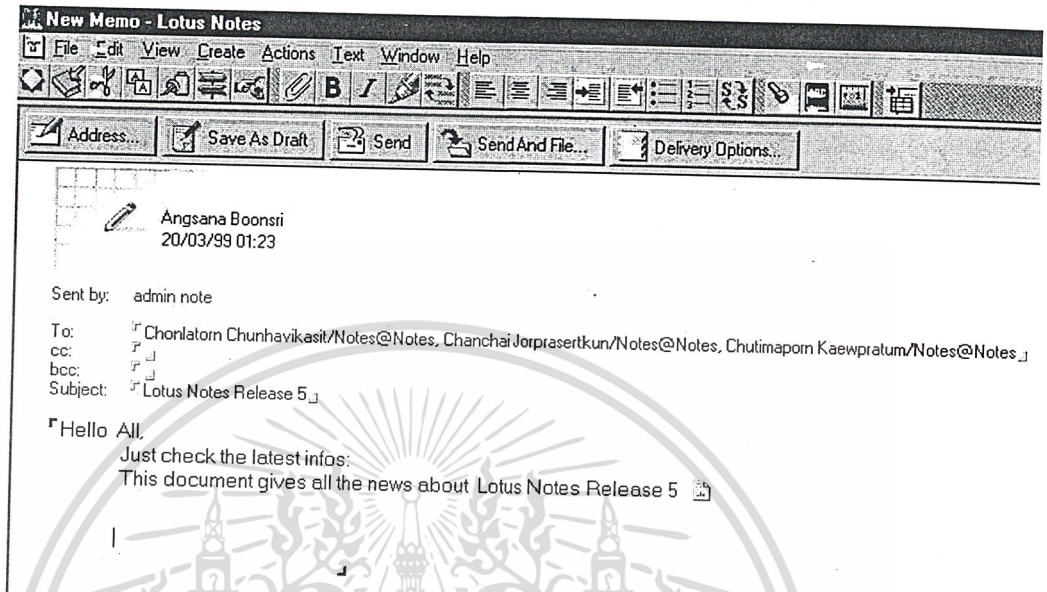 New Memo - Lotus Notes
File Edit View Create Actions Text Window Help
Address... Save As Draft Send Send And File... Delivery Options...
Angsana Boonsri
20/03/99 01:23
Sent by: admin note
To: Chonlatorn Chunhavikasit/Notes@Notes, Chanchai Jorprasertkun/Notes@Notes, Chutimaporn Kaewpratum/Notes@Notes
cc:
bcc:
Subject: Lotus Notes Release 5
Hello All,
Just check the latest infos:
This document gives all the news about Lotus Notes Release 5